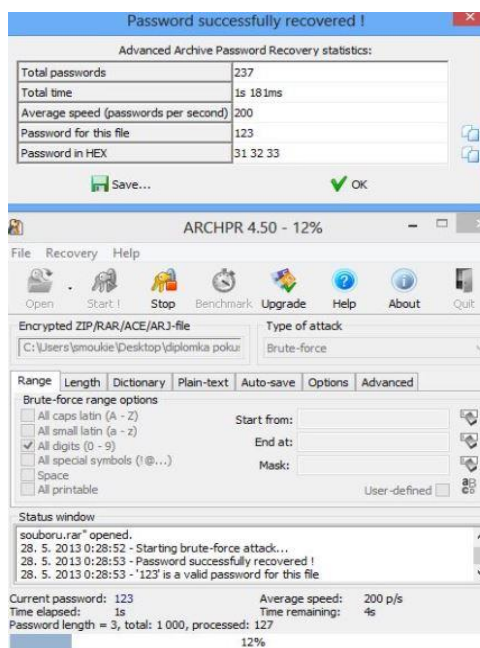 Password successfully recovered !
Advanced Archive Password Recovery statistics:
Total passwords 237
Total time 1s 181ms
Average speed (passwords per second) 200
Password for this file 123
Password in HEX 31 32 33
Save... OK
ARCHPR 4.50 - 12%
File Recovery Help
Open Start ! Stop Benchmark Upgrade Help About Quit
Encrypted ZIP/RAR/ACE/ARJ-file Type of attack
C:\Users\smoukie\Desktop\diplomka pokus Brute-force
Range Length Dictionary Plain-text Auto-save Options Advanced
Brute-force range options
All caps latin (A - Z) Start from:
All small latin (a - z)
All digits (0 - 9) End at:
All special symbols (!@...) Mask:
Space
All printable User-defined
Status window
souboru.rar" opened.
28. 5. 2013 0:28:52 - Starting brute-force attack...
28. 5. 2013 0:28:53 - Password successfully recovered !
28. 5. 2013 0:28:53 - '123' is a valid password for this file
Current password: 123 Average speed: 200 p/s
Time elapsed: 1s Time remaining: 4s
Password length = 3, total: 1 000, processed: 127
12%